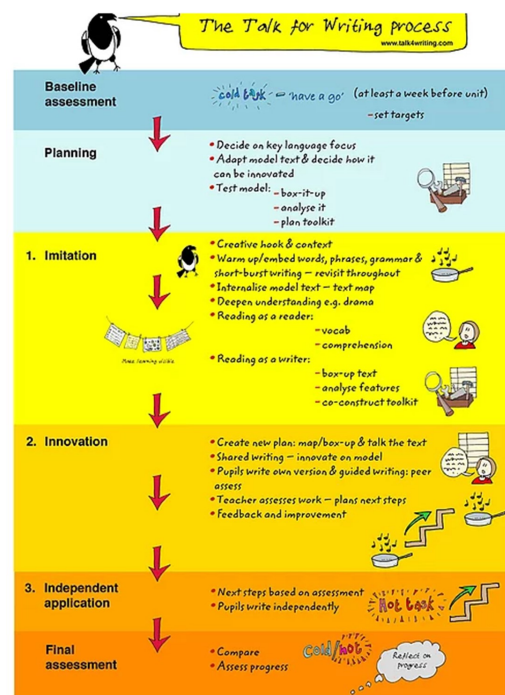 The Talk for Writing process
www.talk4writing.com
Baseline
assessment
cold task – 'have a go' (at least a week before unit)
– set targets
Planning
• Decide on key language focus
• Adapt model text & decide how it
can be innovated
• Test model: – box-it-up
– analyse it
– plan toolkit
1. Imitation
• Creative hook & context
• Warm up/embed words, phrases, grammar &
short-burst writing – revisit throughout
• Internalise model text – text map
• Deepen understanding e.g. drama
• Reading as a reader:
– vocab
– comprehension
• Reading as a writer:
– box-up text
– analyse features
– co-construct toolkit
Make learning visible
2. Innovation
• Create new plan: map/box-up & talk the text
• Shared writing – innovate on model
• Pupils write own version & guided writing: peer
assess
• Teacher assesses work – plans next steps
• Feedback and improvement
3. Independent
application
• Next steps based on assessment
• Pupils write independently
Hot task
Final
assessment
• Compare
• Assess progress
Cold/hot
Reflect on
progress